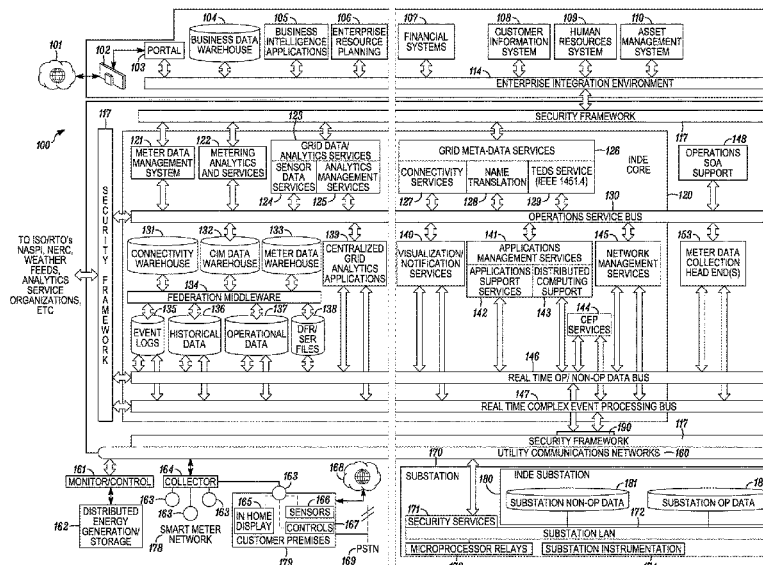 101
102
103
PORTAL
104
BUSINESS DATA
WAREHOUSE
105
BUSINESS
INTELLIGENCE
APPLICATIONS
106
ENTERPRISE
RESOURCE
PLANNING
107
FINANCIAL
SYSTEMS
108
CUSTOMER
INFORMATION
SYSTEM
109
HUMAN
RESOURCES
SYSTEM
110
ASSET
MANAGEMENT
SYSTEM
114
ENTERPRISE INTEGRATION ENVIRONMENT
100
117
SECURITY FRAMEWORK
117
SECURITY FRAMEWORK
TO ISO/RTO's
NASPI, NERC,
WEATHER
FEEDS,
ANALYTICS
SERVICE
ORGANIZATIONS,
ETC
121
METER DATA
MANAGEMENT
SYSTEM
122
METERING
ANALYTICS
AND SERVICES
123
GRID DATA/
ANALYTICS SERVICES
SENSOR
DATA
SERVICES
124
ANALYTICS
MANAGEMENT
SERVICES
125
GRID META-DATA SERVICES
126
CONNECTIVITY
SERVICES
127
NAME
TRANSLATION
128
TEDS SERVICE
(IEEE 1451.4)
129
INDE
CORE
120
148
OPERATIONS
SOA
SUPPORT
130
OPERATIONS SERVICE BUS
131
CONNECTIVITY
WAREHOUSE
132
CIM DATA
WAREHOUSE
133
METER DATA
WAREHOUSE
139
CENTRALIZED
GRID
ANALYTIC
APPLICATIONS
140
VISUALIZATION/
NOTIFICATION
SERVICES
141
APPLICATIONS
MANAGEMENT SERVICES
APPLICATIONS
SUPPORT
SERVICES
142
DISTRIBUTED
COMPUTING
SUPPORT
143
145
NETWORK
MANAGEMENT
SERVICES
153
METER DATA
COLLECTION
HEAD END(S)
134
FEDERATION MIDDLEWARE
135
EVENT
LOGS
136
HISTORICAL
DATA
137
OPERATIONAL
DATA
138
DFR/
SER
FILES
144
CEP
SERVICES
146
REAL TIME OP/ NON-OP DATA BUS
147
REAL TIME COMPLEX EVENT PROCESSING BUS
190
117
SECURITY FRAMEWORK
UTILITY COMMUNICATIONS NETWORKS
160
161
MONITOR/CONTROL
162
DISTRIBUTED
ENERGY
GENERATION/
STORAGE
164
COLLECTOR
163
163
163
SMART METER
NETWORK
178
163
165
IN HOME
DISPLAY
166
SENSORS
CONTROLS
167
CUSTOMER PREMISES
179
168
PSTN
169
170
SUBSTATION
180
INDE SUBSTATION
181
SUBSTATION NON-OP DATA
SUBSTATION OP DATA
171
SECURITY SERVICES
172
SUBSTATION LAN
MICROPROCESSOR RELAYS
SUBSTATION INSTRUMENTATION